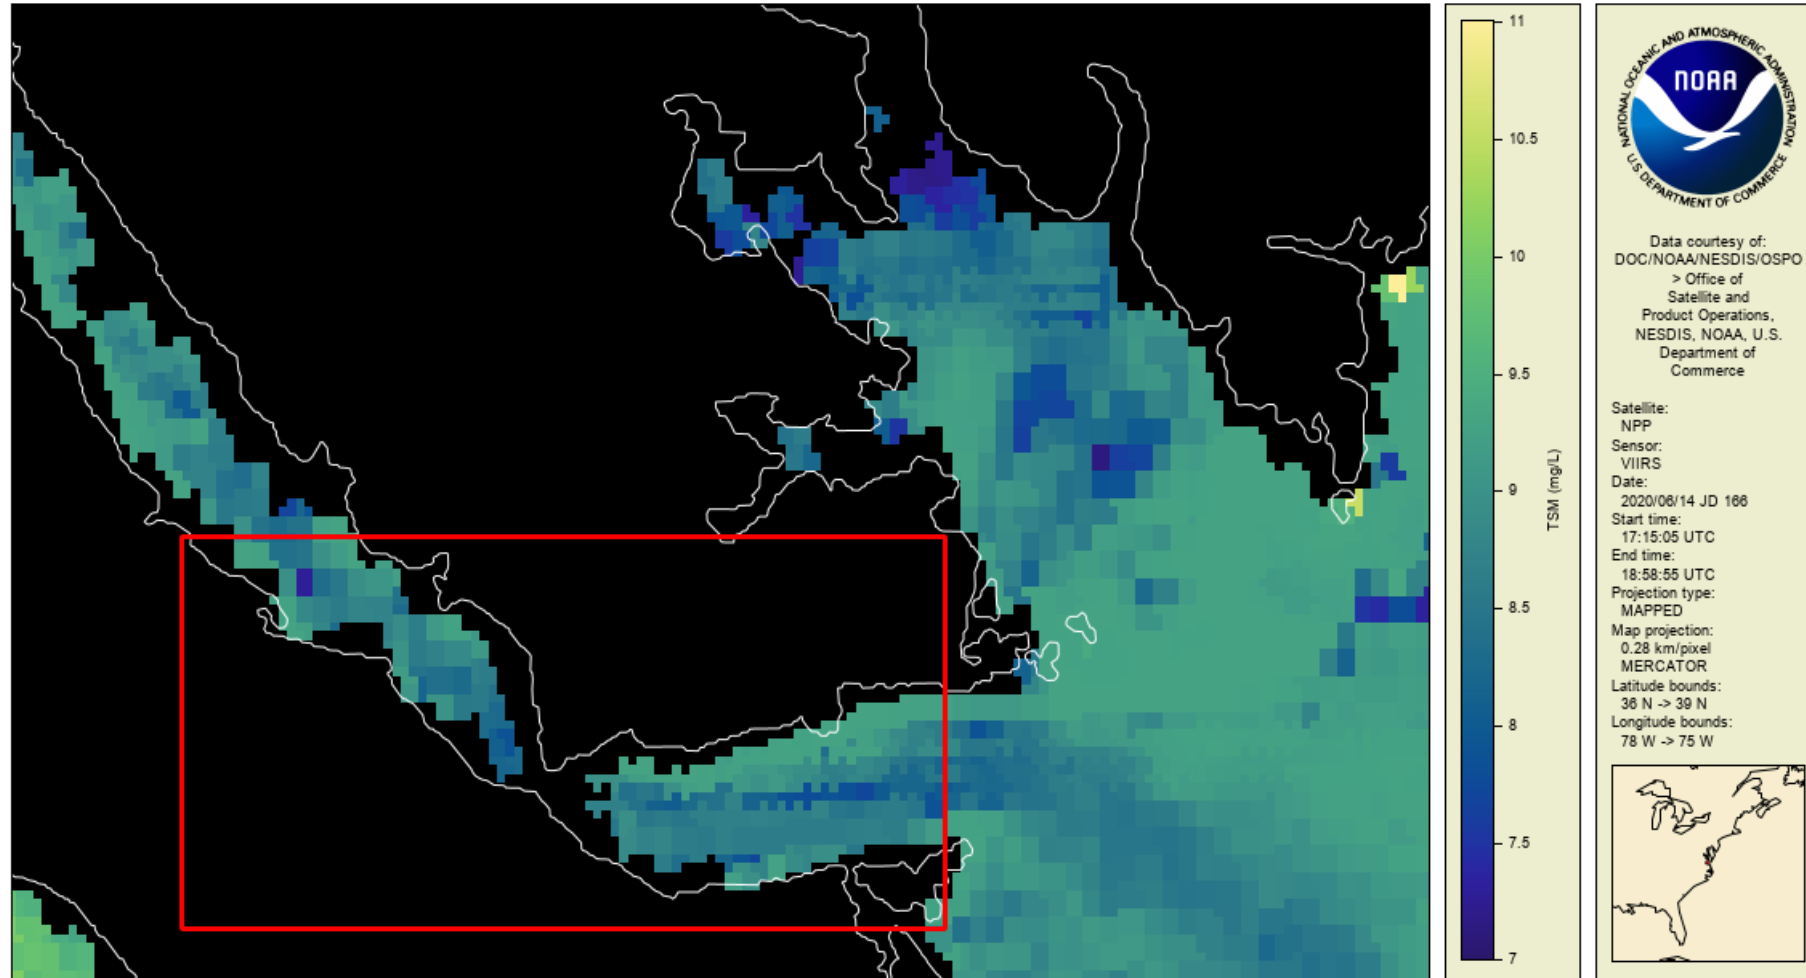 11
10.5
10
9.5
9
8.5
8
7.5
7
TSM (mg/L)
NATIONAL OCEANIC AND ATMOSPHERIC ADMINISTRATION
NOAA
U.S. DEPARTMENT OF COMMERCE
Data courtesy of:
DOC/NOAA/NESDIS/OSPO
> Office of
Satellite and
Product Operations,
NESDIS, NOAA, U.S.
Department of
Commerce
Satellite:
NPP
Sensor:
VIIRS
Date:
2020/06/14 JD 166
Start time:
17:15:05 UTC
End time:
18:58:55 UTC
Projection type:
MAPPED
Map projection:
0.28 km/pixel
MERCATOR
Latitude bounds:
36 N -> 39 N
Longitude bounds:
78 W -> 75 W